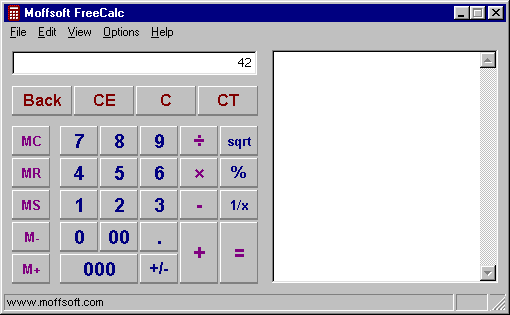 Moffsoft FreeCalc
File Edit View Options Help
42
Back CE C CT
MC 7 8 9 ÷ sqrt
MR 4 5 6 × %
MS 1 2 3 - 1/x
M- 0 00 . + =
M+ 000 +/-
www.moffsoft.com